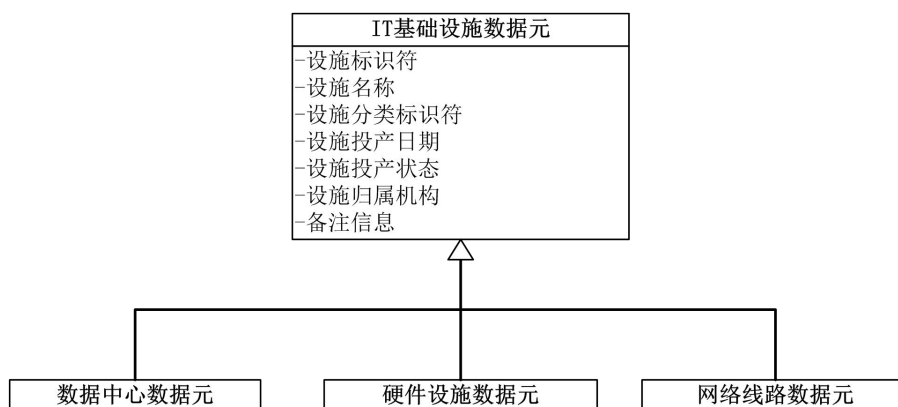 IT基础设施数据元
-设施标识符
-设施名称
-设施分类标识符
-设施投产日期
-设施投产状态
-设施归属机构
-备注信息
数据中心数据元
硬件设施数据元
网络线路数据元